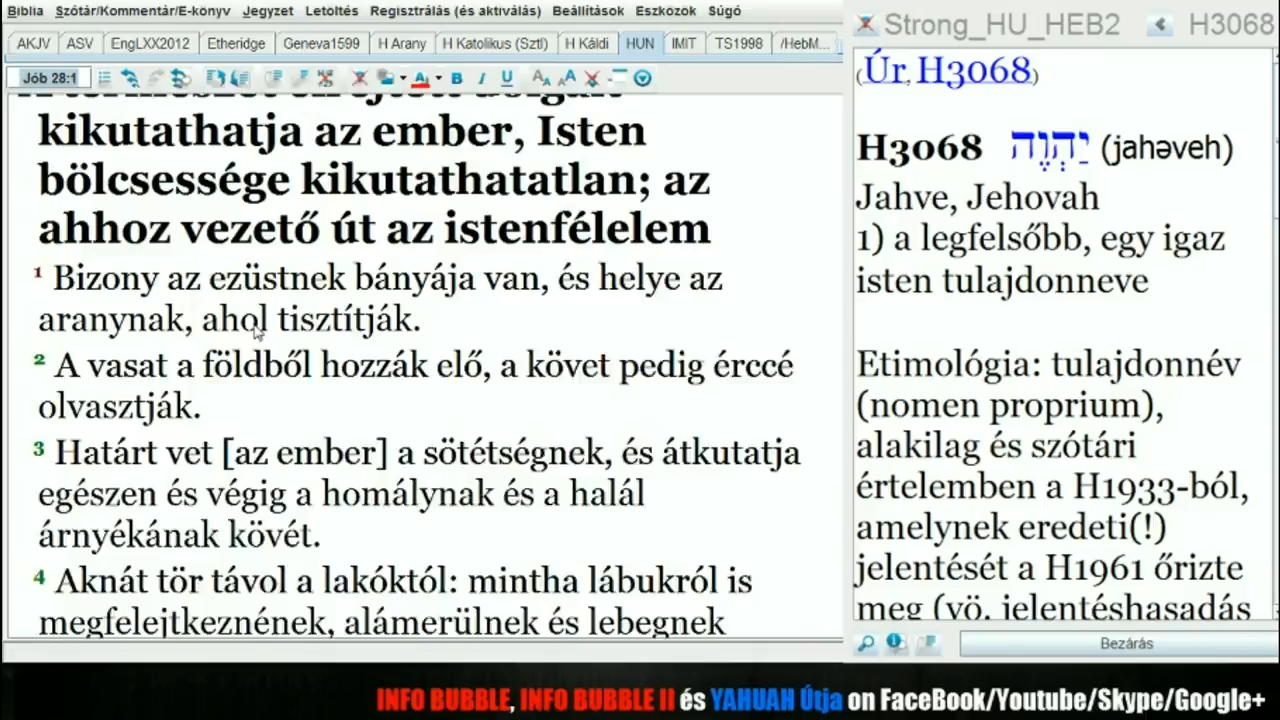 Biblia Szótár/Kommentár/E-könyv Jegyzet Letöltés Regisztrálás (és aktiválás) Beállítások Eszközök Súgó
AKJV ASV EngLXX2012 Etheridge Geneva1599 H Arany H Katolikus (SztI) H Káldi HUN IMIT TS1998 /HebM...
Jób 28:1
kikutathatja az ember, Isten
bölcsessége kikutathatatlan; az
ahhoz vezető út az istenfélelem
1 Bizony az ezüstnek bányája van, és helye az
aranynak, ahol tisztítják.
2 A vasat a földből hozzák elő, a követ pedig érccé
olvasztják.
3 Határt vet [az ember] a sötétségnek, és átkutatja
egészen és végig a homálynak és a halál
árnyékának kövét.
4 Aknát tör távol a lakóktól: mintha lábukról is
megfelejtkeznének, alámerülnek és lebegnek
Strong_HU_HEB2 H3068
(Úr, H3068)
H3068 יַהְוֶה (jahəveh)
Jahve, Jehovah
1) a legfelsőbb, egy igaz
isten tulajdonneve
Etimológia: tulajdonnév
(nomen proprium),
alakilag és szótári
értelemben a H1933-ból,
amelynek eredeti(!)
jelentését a H1961 őrizte
meg (vö. jelentéshasadás
Bezárás
INFO BUBBLE, INFO BUBBLE II és YAHUAH Útja on FaceBook/Youtube/Skype/Google+